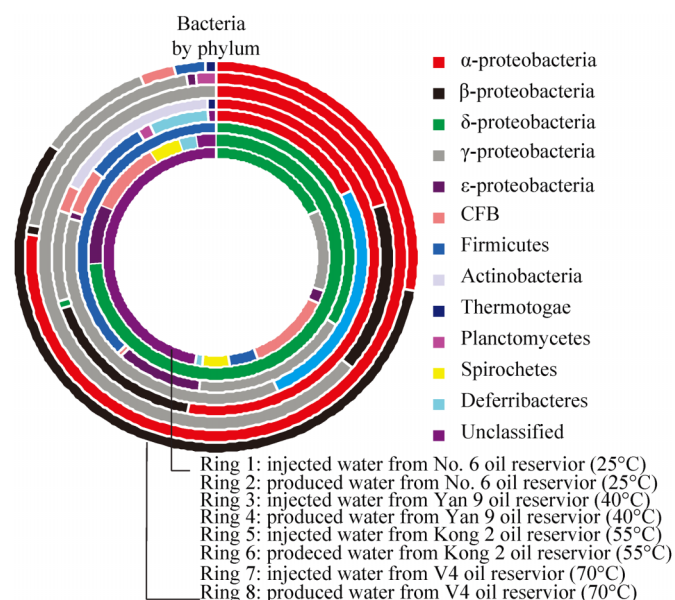 Bacteria
by phylum
α-proteobacteria
β-proteobacteria
δ-proteobacteria
γ-proteobacteria
ε-proteobacteria
CFB
Firmicutes
Actinobacteria
Thermotogae
Planctomycetes
Spirochetes
Deferribacteres
Unclassified
Ring 1: injected water from No. 6 oil reservior (25°C)
Ring 2: produced water from No. 6 oil reservior (25°C)
Ring 3: injected water from Yan 9 oil reservior (40°C)
Ring 4: produced water from Yan 9 oil reservior (40°C)
Ring 5: injected water from Kong 2 oil reservior (55°C)
Ring 6: prodeced water from Kong 2 oil reservior (55°C)
Ring 7: injected water from V4 oil reservior (70°C)
Ring 8: produced water from V4 oil reservior (70°C)